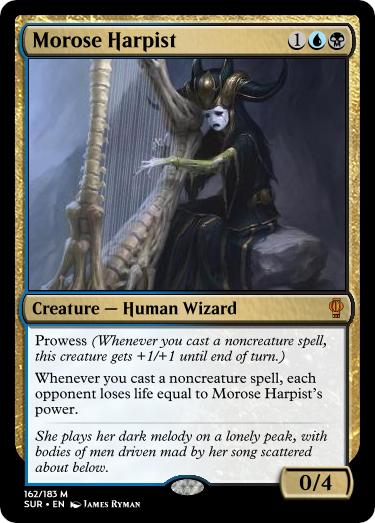 Morose Harpist 1
Creature — Human Wizard
Prowess (Whenever you cast a noncreature spell,
this creature gets +1/+1 until end of turn.)
Whenever you cast a noncreature spell, each
opponent loses life equal to Morose Harpist's
power.
She plays her dark melody on a lonely peak, with
bodies of men driven mad by her song scattered
about below.
0/4
162/183 M
SUR • EN James Ryman